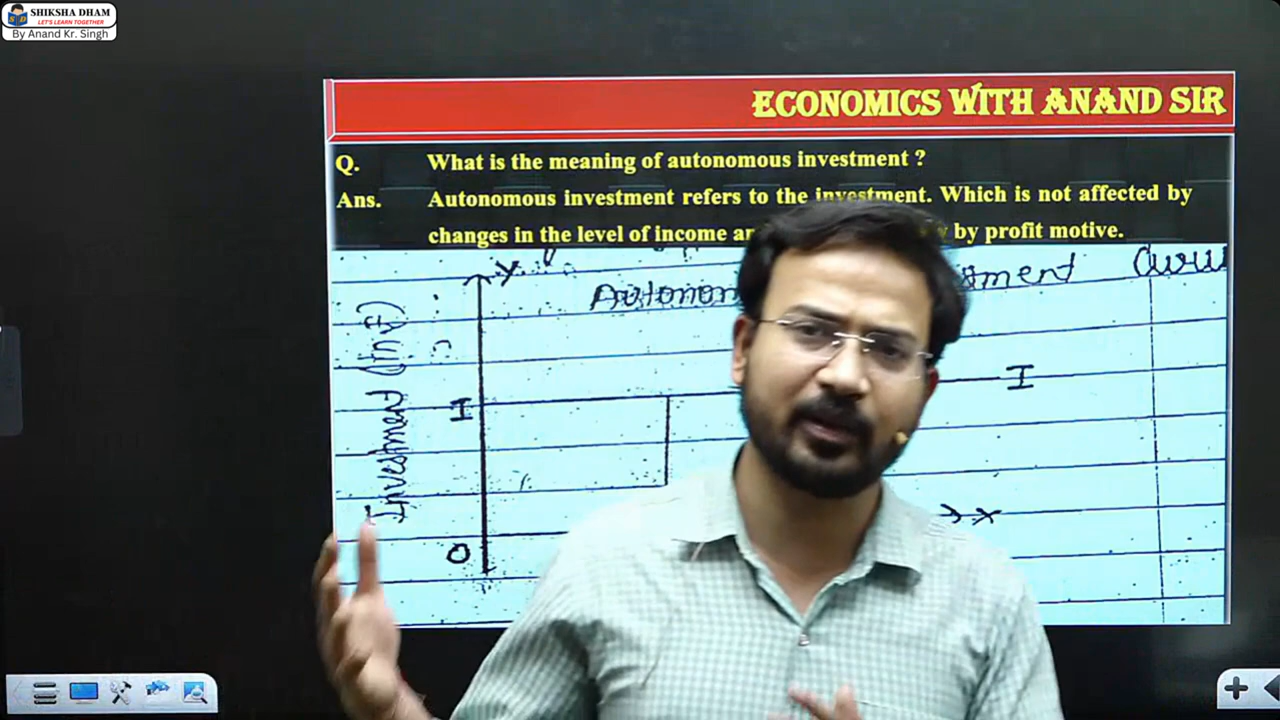 SHIKSHA DHAM
LET'S LEARN TOGETHER
By Anand Kr. Singh
ECONOMICS WITH ANAND SIR
Q. What is the meaning of autonomous investment ?
Ans. Autonomous investment refers to the investment. Which is not affected by
changes in the level of income by profit motive.
Y
I
I
O
X
Investment (in ₹)